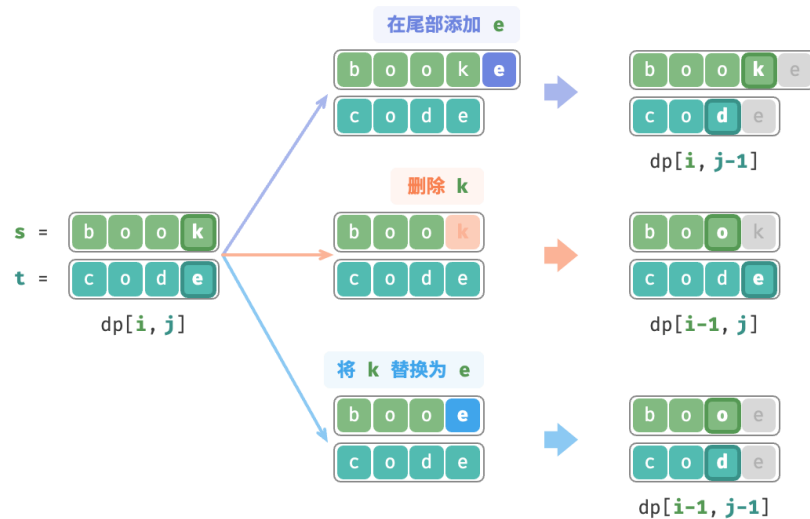 在尾部添加 e
b o o k e
c o d e
b o o k e
c o d e
dp[i, j-1]
删除 k
s = b o o k
t = c o d e
dp[i, j]
b o o k
c o d e
b o o k
c o d e
dp[i-1, j]
将 k 替换为 e
b o o e
c o d e
b o o e
c o d e
dp[i-1, j-1]